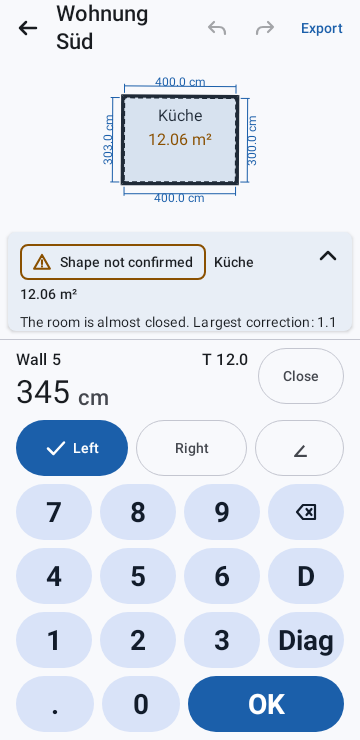 Wohnung
Süd
Export
400.0 cm
Küche
12.06 m²
303.0 cm
300.0 cm
400.0 cm
Shape not confirmed
Küche
12.06 m²
The room is almost closed. Largest correction: 1.1
Wall 5
T 12.0
Close
345 cm
Left
Right
7
8
9
4
5
6
D
1
2
3
Diag
.
0
OK